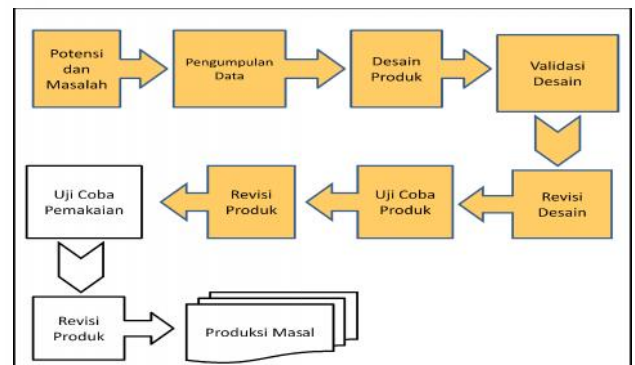 Potensi
dan
Masalah
Pengumpulan
Data
Desain
Produk
Validasi
Desain
Revisi
Desain
Uji Coba
Produk
Revisi
Produk
Uji Coba
Pemakaian
Revisi
Produk
Produksi Masal